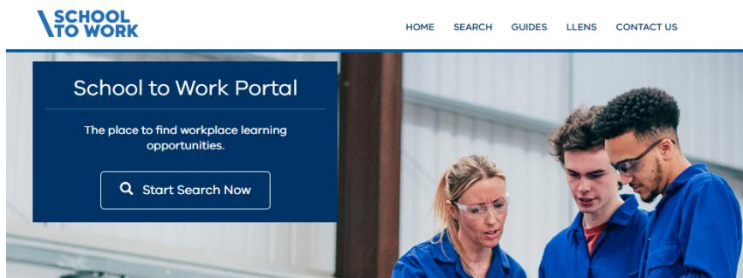 SCHOOL
TO WORK
HOME SEARCH GUIDES LLENS CONTACT US
School to Work Portal
The place to find workplace learning
opportunities.
Start Search Now